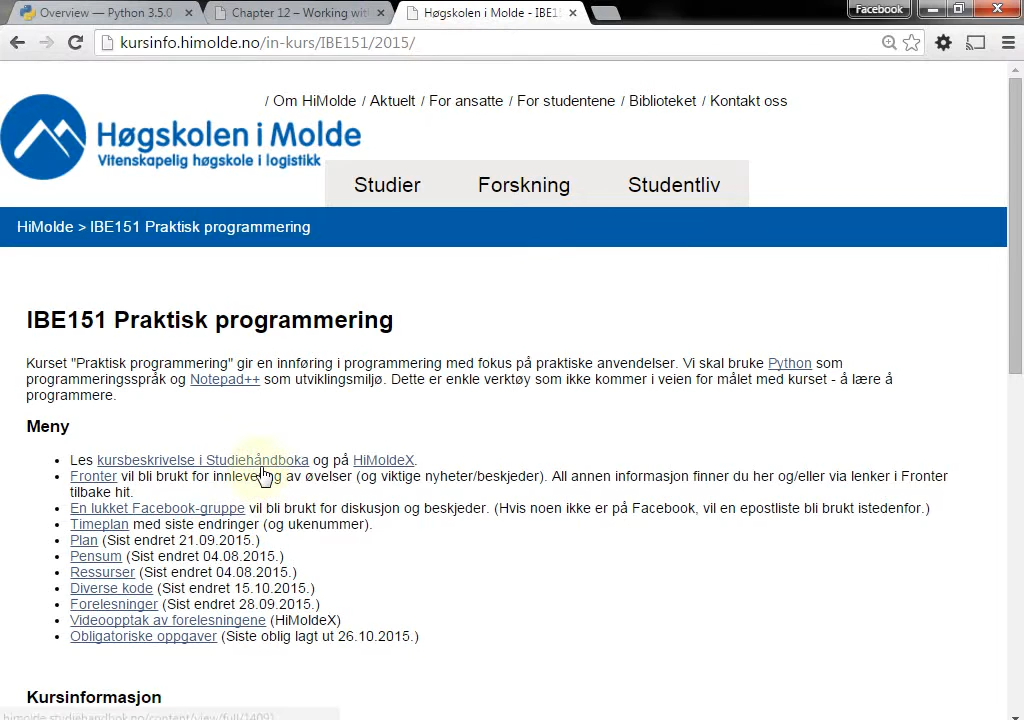 Overview — Python 3.5.0
Chapter 12 – Working wit
Høgskolen i Molde - IBE1
Facebook
kursinfo.himolde.no/in-kurs/IBE151/2015/
/ Om HiMolde / Aktuelt / For ansatte / For studentene / Biblioteket / Kontakt oss
Høgskolen i Molde
Vitenskapelig høgskole i logistikk
Studier Forskning Studentliv
HiMolde > IBE151 Praktisk programmering
IBE151 Praktisk programmering
Kurset "Praktisk programmering" gir en innføring i programmering med fokus på praktiske anvendelser. Vi skal bruke Python som
programmeringsspråk og Notepad++ som utviklingsmiljø. Dette er enkle verktøy som ikke kommer i veien for målet med kurset - å lære å
programmere.
Meny
Les kursbeskrivelse i Studiehåndboka og på HiMoldeX.
Fronter vil bli brukt for innlevering av øvelser (og viktige nyheter/beskjeder). All annen informasjon finner du her og/eller via lenker i Fronter
tilbake hit.
En lukket Facebook-gruppe vil bli brukt for diskusjon og beskjeder. (Hvis noen ikke er på Facebook, vil en epostliste bli brukt istedenfor.)
Timeplan med siste endringer (og ukenummer).
Plan (Sist endret 21.09.2015.)
Pensum (Sist endret 04.08.2015.)
Ressurser (Sist endret 04.08.2015.)
Diverse kode (Sist endret 15.10.2015.)
Forelesninger (Sist endret 28.09.2015.)
Videoopptak av forelesningene (HiMoldeX)
Obligatoriske oppgaver (Siste oblig lagt ut 26.10.2015.)
Kursinformasjon